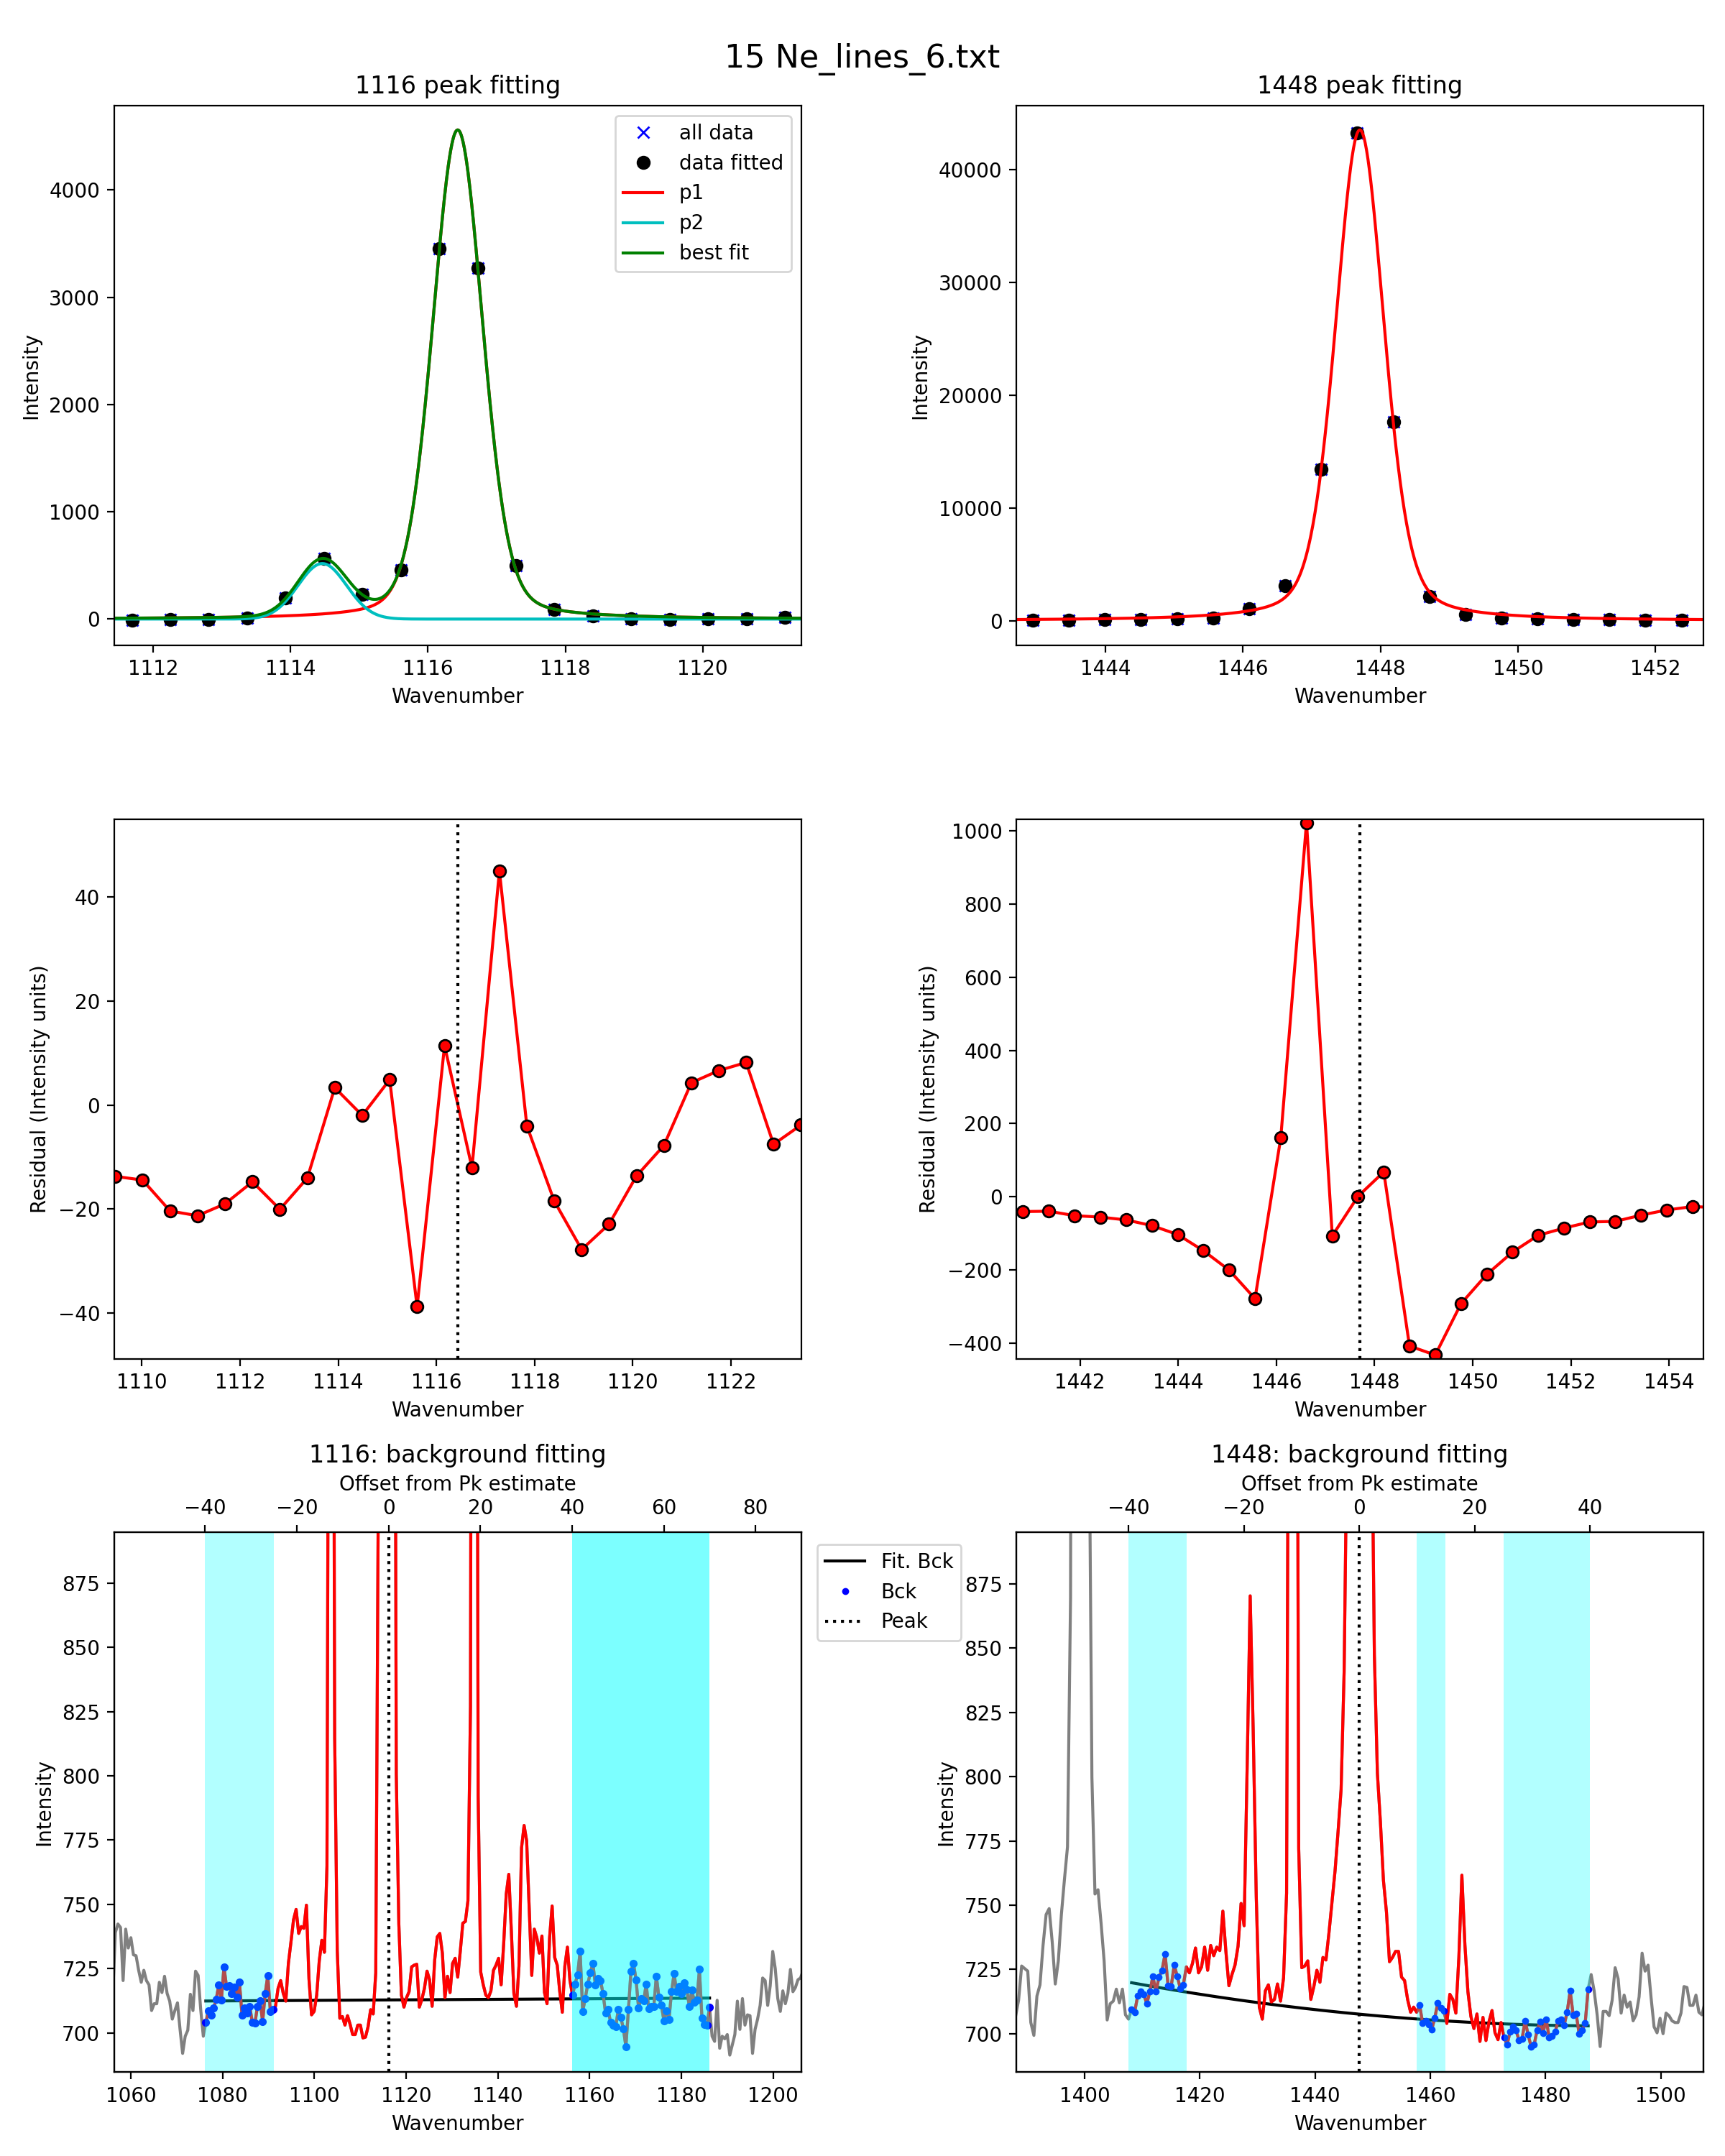 15 Ne_lines_6.txt
1116 peak fitting
1448 peak fitting
all data
data fitted
p1
p2
best fit
Intensity
4000
3000
2000
1000
0
1112 1114 1116 1118 1120
Wavenumber
Intensity
40000
30000
20000
10000
0
1444 1446 1448 1450 1452
Wavenumber
Residual (Intensity units)
40
20
0
−20
−40
1110 1112 1114 1116 1118 1120 1122
Wavenumber
Residual (Intensity units)
1000
800
600
400
200
0
−200
−400
1442 1444 1446 1448 1450 1452 1454
Wavenumber
1116: background fitting
Offset from Pk estimate
−40 −20 0 20 40 60 80
Intensity
875
850
825
800
775
750
725
700
1060 1080 1100 1120 1140 1160 1180 1200
Wavenumber
Fit. Bck
Bck
Peak
1448: background fitting
Offset from Pk estimate
−40 −20 0 20 40
Intensity
875
850
825
800
775
750
725
700
1400 1420 1440 1460 1480 1500
Wavenumber